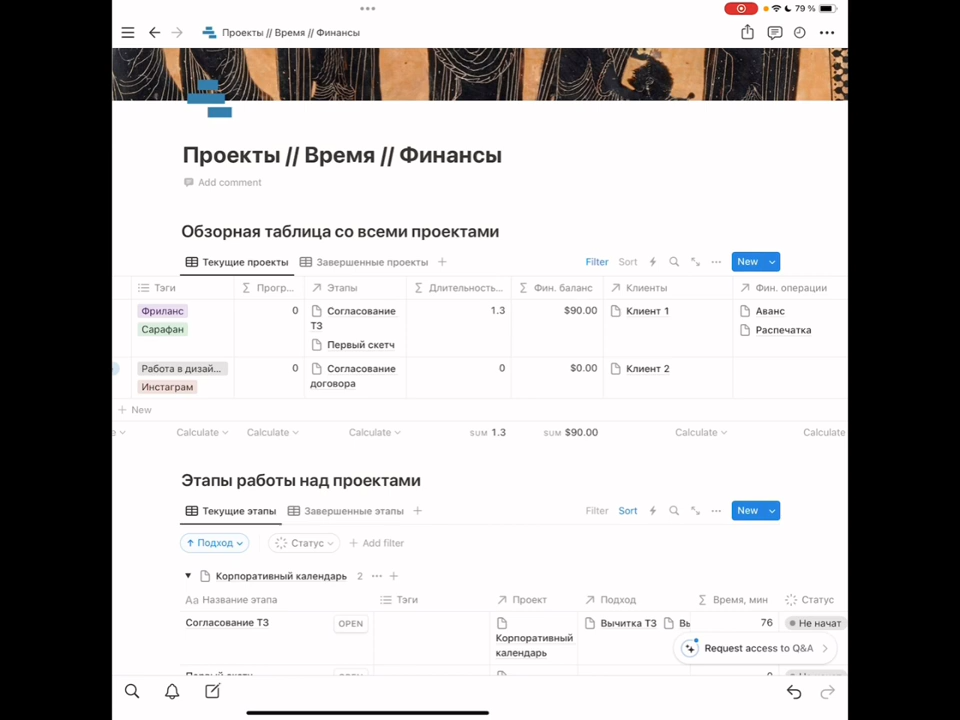 79 %
Проекты // Время // Финансы
Проекты // Время // Финансы
Add comment
Обзорная таблица со всеми проектами
Текущие проекты Завершенные проекты + Filter Sort ... New
Тэги Σ Прогр... Этапы Σ Длительность... Σ Фин. баланс Клиенты Фин. операции
Фриланс 0 Согласование 1.3 $90.00 Клиент 1 Аванс
Сарафан ТЗ Распечатка
Первый скетч
Работа в дизай... 0 Согласование 0 $0.00 Клиент 2
Инстаграм договора
+ New
Calculate Calculate Calculate SUM 1.3 SUM $90.00 Calculate Calculate
Этапы работы над проектами
Текущие этапы Завершенные этапы + Filter Sort ... New
↑ Подход Статус + Add filter
Корпоративный календарь 2 ... +
Aa Название этапа Тэги Проект Подход Σ Время, мин Статус
Согласование ТЗ OPEN Вычитка ТЗ Вь 76 Не начат
Корпоративный
календарь
Request access to Q&A